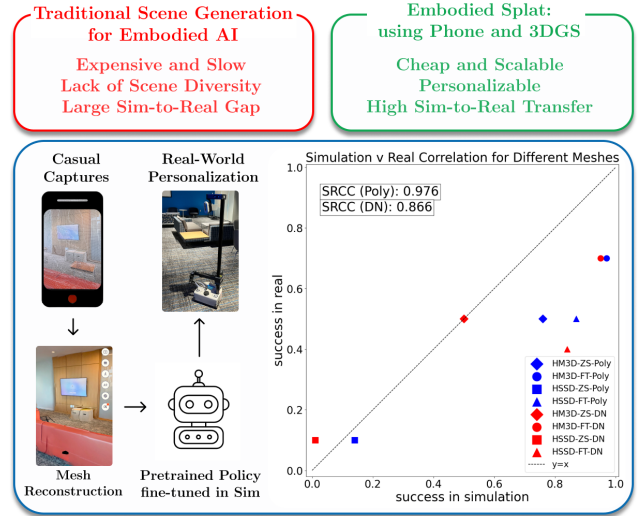 Traditional Scene Generation
for Embodied AI
Expensive and Slow
Lack of Scene Diversity
Large Sim-to-Real Gap
Embodied Splat:
using Phone and 3DGS
Cheap and Scalable
Personalizable
High Sim-to-Real Transfer
Casual
Captures
Real-World
Personalization
Mesh
Reconstruction
Pretrained Policy
fine-tuned in Sim
Simulation v Real Correlation for Different Meshes
SRCC (Poly): 0.976
SRCC (DN): 0.866
success in real
1.0
0.8
0.6
0.4
0.2
0.0
0.0 0.2 0.4 0.6 0.8 1.0
success in simulation
HM3D-ZS-Poly
HM3D-FT-Poly
HSSD-ZS-Poly
HSSD-FT-Poly
HM3D-ZS-DN
HM3D-FT-DN
HSSD-ZS-DN
HSSD-FT-DN
y=x